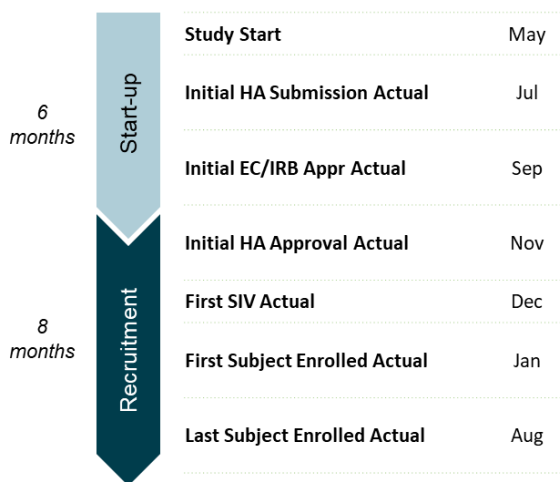 Study Start May
Initial HA Submission Actual Jul
6
months
Start-up
Initial EC/IRB Appr Actual Sep
Initial HA Approval Actual Nov
First SIV Actual Dec
8
months
Recruitment
First Subject Enrolled Actual Jan
Last Subject Enrolled Actual Aug